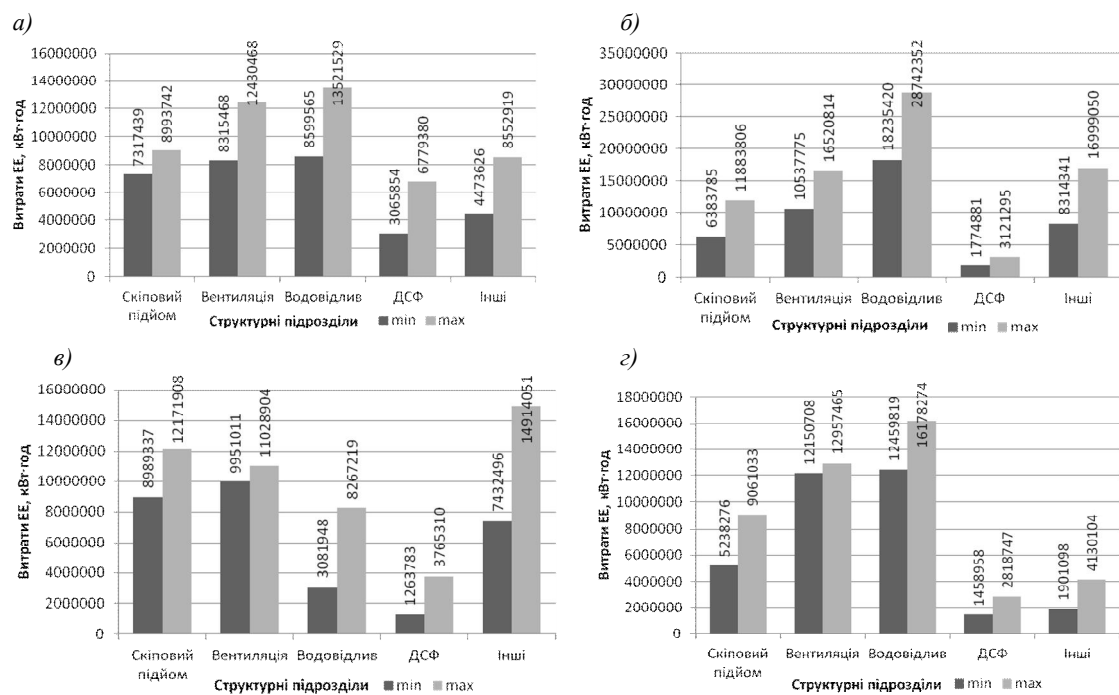 а)
Витрати ЕЕ, кВт·год
16000000
14000000
12000000
10000000
8000000
6000000
4000000
2000000
0
7317439
8993742
8315468
12430468
8599565
13521529
3065854
6779380
4473626
8552919
Скіповий підйом
Вентиляція
Водовідлив
ДСФ
Інші
Структурні підрозділи
min
max
б)
Витрати ЕЕ, кВт·год
35000000
30000000
25000000
20000000
15000000
10000000
5000000
0
6383785
11883806
10537775
16520814
18235420
28742352
1774881
3121295
8314341
16999050
Скіповий підйом
Вентиляція
Водовідлив
ДСФ
Інші
Структурні підрозділи
min
max
в)
Витрати ЕЕ, кВт·год
16000000
14000000
12000000
10000000
8000000
6000000
4000000
2000000
0
8989337
12171908
9951011
11028904
3081948
8267219
1263783
3765310
7432496
14914051
Скіповий підйом
Вентиляція
Водовідлив
ДСФ
Інші
Структурні підрозділи
min
max
г)
Витрати ЕЕ, кВт·год
18000000
16000000
14000000
12000000
10000000
8000000
6000000
4000000
2000000
0
5238276
9061033
12150708
12957465
12459819
16178274
1458958
2818747
1901098
4130104
Скіповий підйом
Вентиляція
Водовідлив
ДСФ
Інші
Структурні підрозділи
min
max